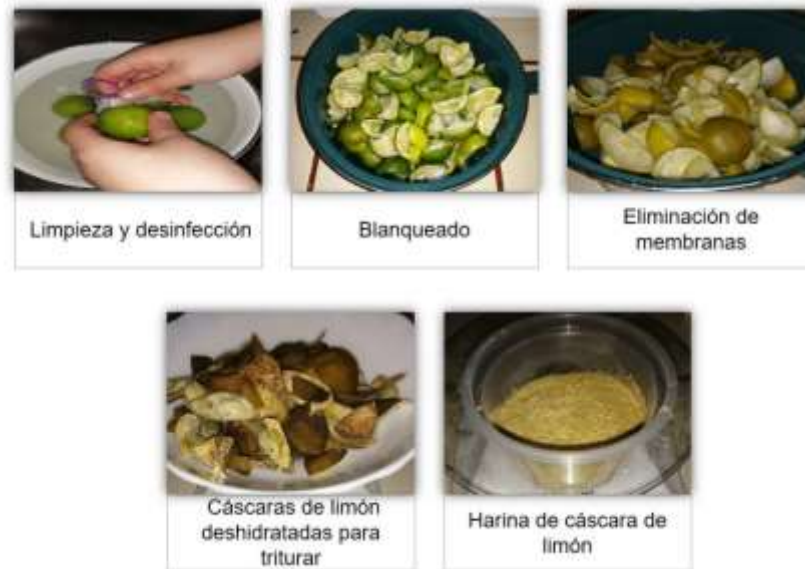 Limpieza y desinfección
Blanqueado
Eliminación de
membranas
Cáscaras de limón
deshidratadas para
triturar
Harina de cáscara de
limón